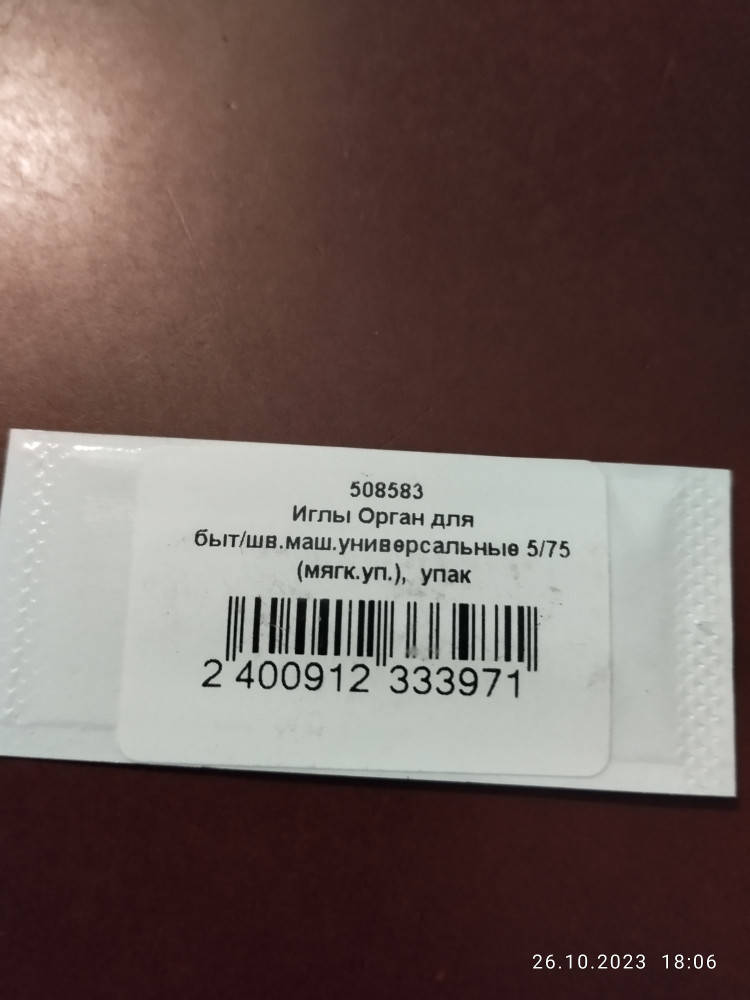 508583
Иглы Орган для
быт/шв.маш.универсальные 5/75
(мягк.уп.), упак
2 400912 333971
26.10.2023 18:06